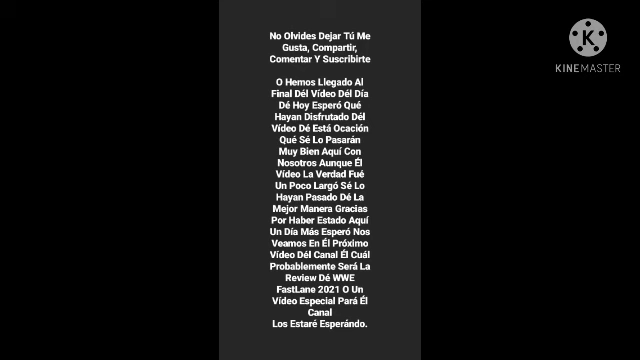 No Olvides Dejar Tú Me
Gusta, Compartir,
Comentar Y Suscribirte
O Hemos Llegado Al
Final Dél Vídeo Dél Día
Dé Hoy Esperó Qué
Hayan Disfrutado Dél
Vídeo Dé Está Ocación
Qué Sé Lo Pasarán
Muy Bien Aquí Con
Nosotros Aunque Él
Vídeo La Verdad Fué
Un Poco Largó Sé Lo
Hayan Pasado Dé La
Mejor Manera Gracias
Por Haber Estado Aquí
Un Día Más Esperó Nos
Veamos En Él Próximo
Vídeo Dél Canal Él Cuál
Probablemente Será La
Review Dé WWE
FastLane 2021 O Un
Vídeo Especial Pará Él
Canal
Los Estaré Esperándo.
K
KINEMASTER